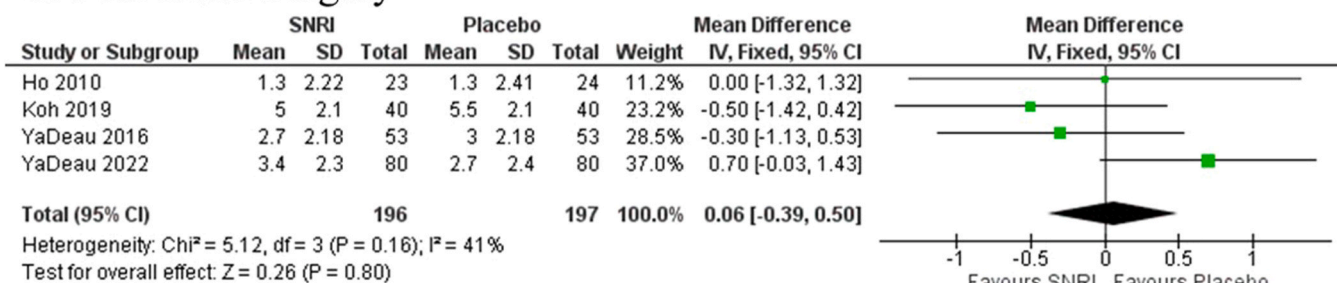 SNRI Placebo Mean Difference Mean Difference
Study or Subgroup Mean SD Total Mean SD Total Weight IV, Fixed, 95% CI IV, Fixed, 95% CI
Ho 2010 1.3 2.22 23 1.3 2.41 24 11.2% 0.00 [-1.32, 1.32]
Koh 2019 5 2.1 40 5.5 2.1 40 23.2% -0.50 [-1.42, 0.42]
YaDeau 2016 2.7 2.18 53 3 2.18 53 28.5% -0.30 [-1.13, 0.53]
YaDeau 2022 3.4 2.3 80 2.7 2.4 80 37.0% 0.70 [-0.03, 1.43]
Total (95% CI) 196 197 100.0% 0.06 [-0.39, 0.50]
Heterogeneity: Chi² = 5.12, df = 3 (P = 0.16); I² = 41%
Test for overall effect: Z = 0.26 (P = 0.80)
-1 -0.5 0 0.5 1
Favours SNRI Favours Placebo